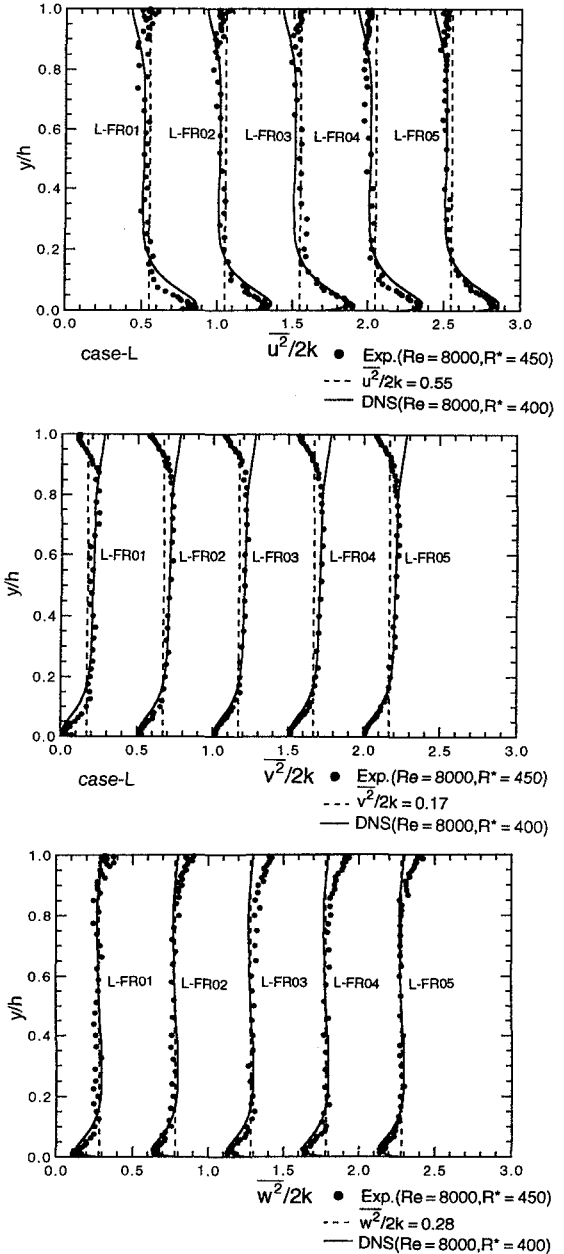 1.0
0.8
0.6
0.4
0.2
0.0
y/h
L-FR01 L-FR02 L-FR03 L-FR04 L-FR05
0.0 0.5 1.0 1.5 2.0 2.5 3.0
case-L
u²/2k
● Exp.(Re=8000,R*=450)
--- u²/2k=0.55
— DNS(Re=8000,R*=400)
1.0
0.8
0.6
0.4
0.2
0.0
y/h
L-FR01 L-FR02 L-FR03 L-FR04 L-FR05
0.0 0.5 1.0 1.5 2.0 2.5 3.0
case-L
v²/2k
● Exp.(Re=8000,R*=450)
--- v²/2k=0.17
— DNS(Re=8000,R*=400)
1.0
0.8
0.6
0.4
0.2
0.0
y/h
L-FR01 L-FR02 L-FR03 L-FR04 L-FR05
0.0 0.5 1.0 1.5 2.0 2.5 3.0
w²/2k
● Exp.(Re=8000,R*=450)
--- w²/2k=0.28
— DNS(Re=8000,R*=400)